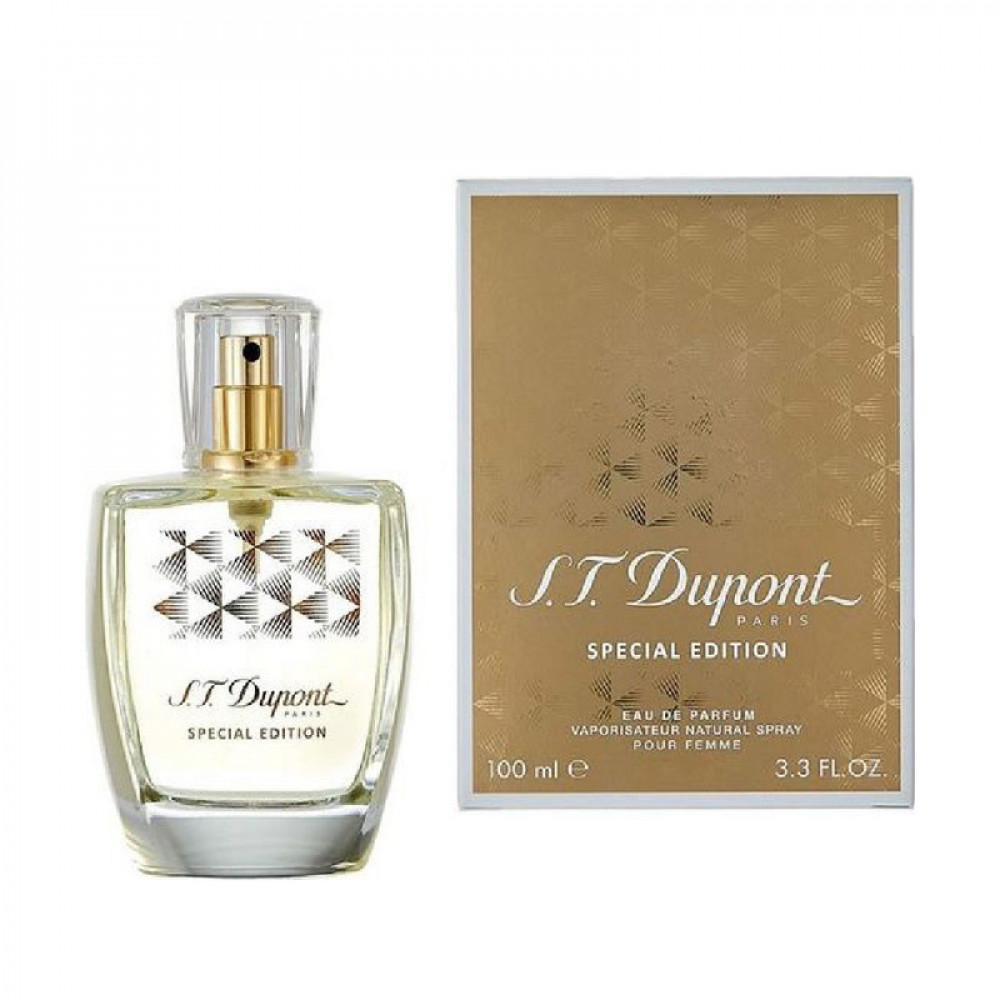 S.T. Dupont
PARIS
SPECIAL EDITION
S.T. Dupont
PARIS
SPECIAL EDITION
EAU DE PARFUM
VAPORISATEUR NATURAL SPRAY
POUR FEMME
100 ml ℮ 3.3 FL.OZ.